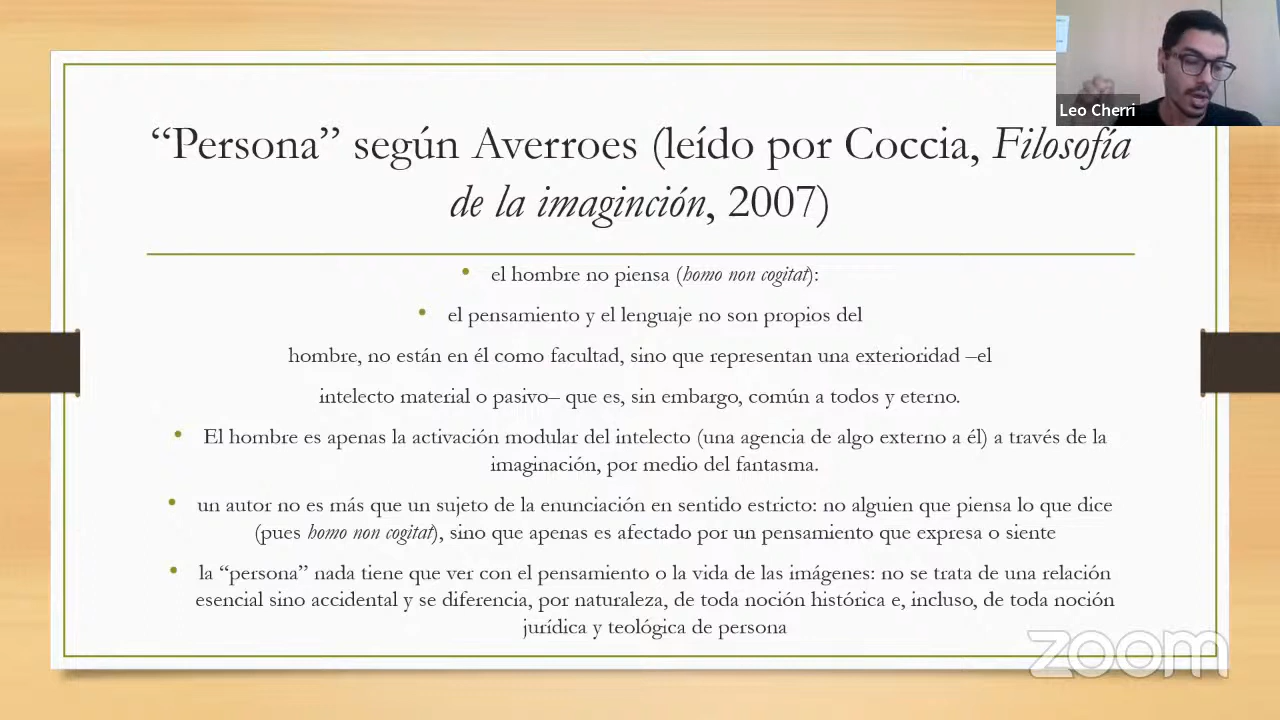 Leo Cherri
“Persona” según Averroes (leído por Coccia, Filosofía
de la imaginción, 2007)
• el hombre no piensa (homo non cogitat):
• el pensamiento y el lenguaje no son propios del
hombre, no están en él como facultad, sino que representan una exterioridad –el
intelecto material o pasivo– que es, sin embargo, común a todos y eterno.
• El hombre es apenas la activación modular del intelecto (una agencia de algo externo a él) a través de la
imaginación, por medio del fantasma.
• un autor no es más que un sujeto de la enunciación en sentido estricto: no alguien que piensa lo que dice
(pues homo non cogitat), sino que apenas es afectado por un pensamiento que expresa o siente
• la “persona” nada tiene que ver con el pensamiento o la vida de las imágenes: no se trata de una relación
esencial sino accidental y se diferencia, por naturaleza, de toda noción histórica e, incluso, de toda noción
jurídica y teológica de persona
zoom